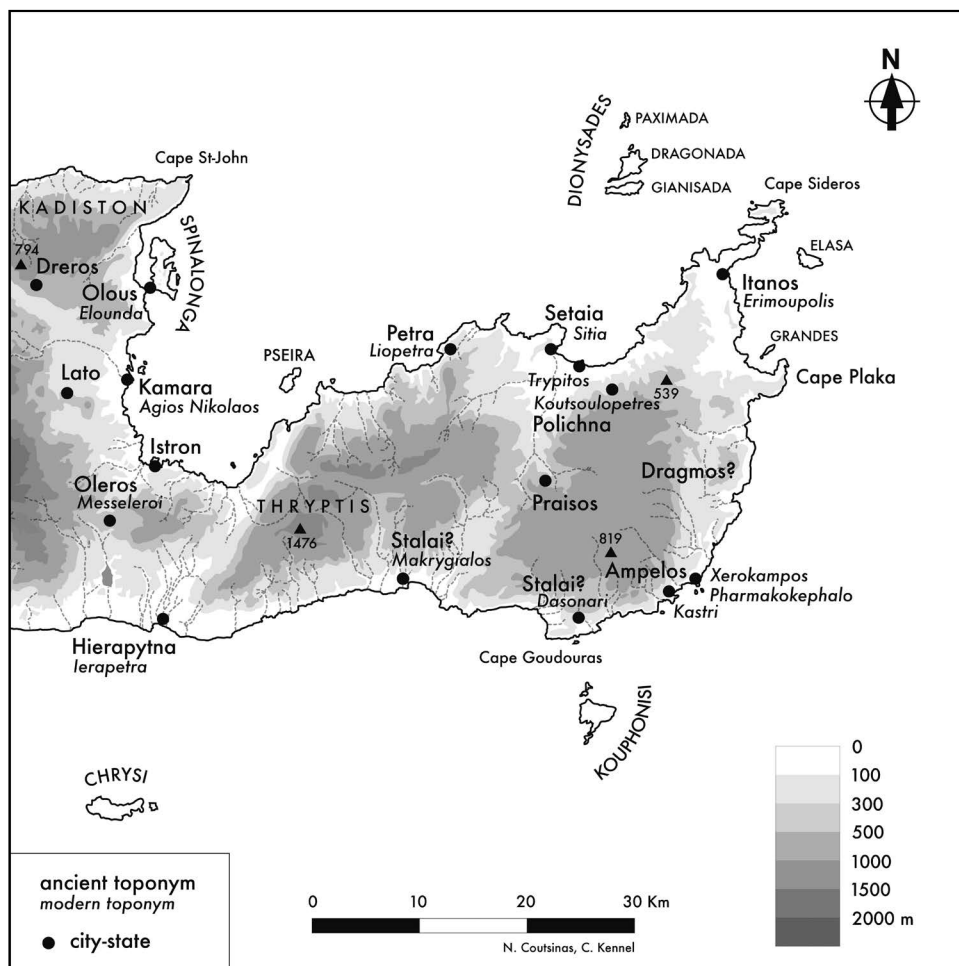 N
PAXIMADA
DIONYSADES
DRAGONADA
GIANISADA
Cape St-John
Cape Sideros
KADISTON
SPINALONGA
794
Dreros
ELASA
Itanos
Erimoupolis
Olous
Elounda
Setaia
Sitia
Petra
Liopetra
GRANDES
PSEIRA
Lato
Kamara
Agios Nikolaos
Trypitos
Koutsoulopetres
Polichna
539
Cape Plaka
Istron
Dragmos?
Oleros
Messeleroi
THRYPTIS
1476
Praisos
Stalai?
Makrygialos
819
Ampelos
Stalai?
Dasonari
Xerokampos
Pharmakokephalo
Kastri
Hierapytna
Ierapetra
Cape Goudouras
KOUPHONISI
CHRYSI
0
100
300
500
1000
1500
2000 m
ancient toponym
modern toponym
city-state
0 10 20 30 Km
N. Coutsinas, C. Kennel